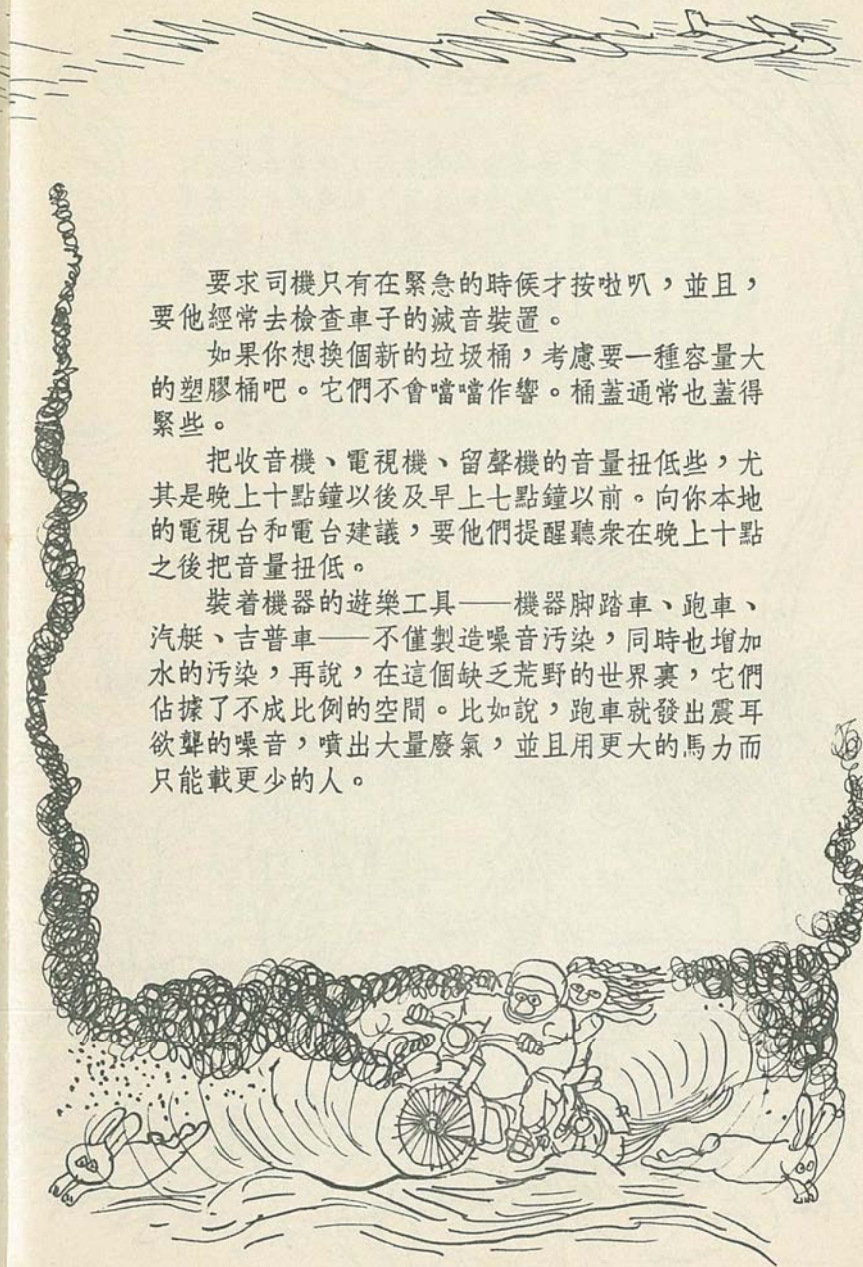 要求司機只有在緊急的時候才按啦叭，並且，
要他經常去檢查車子的滅音裝置。
如果你想換個新的垃圾桶，考慮要一種容量大
的塑膠桶吧。它們不會噹噹作響。桶蓋通常也蓋得
緊些。
把收音機、電視機、留聲機的音量扭低些，尤
其是晚上十點鐘以後及早上七點鐘以前。向你本地
的電視台和電台建議，要他們提醒聽衆在晚上十點
之後把音量扭低。
裝着機器的遊樂工具——機器脚踏車、跑車、
汽艇、吉普車——不僅製造噪音污染，同時也增加
水的污染，再說，在這個缺乏荒野的世界裏，它們
佔據了不成比例的空間。比如說，跑車就發出震耳
欲聾的噪音，噴出大量廢氣，並且用更大的馬力而
只能載更少的人。